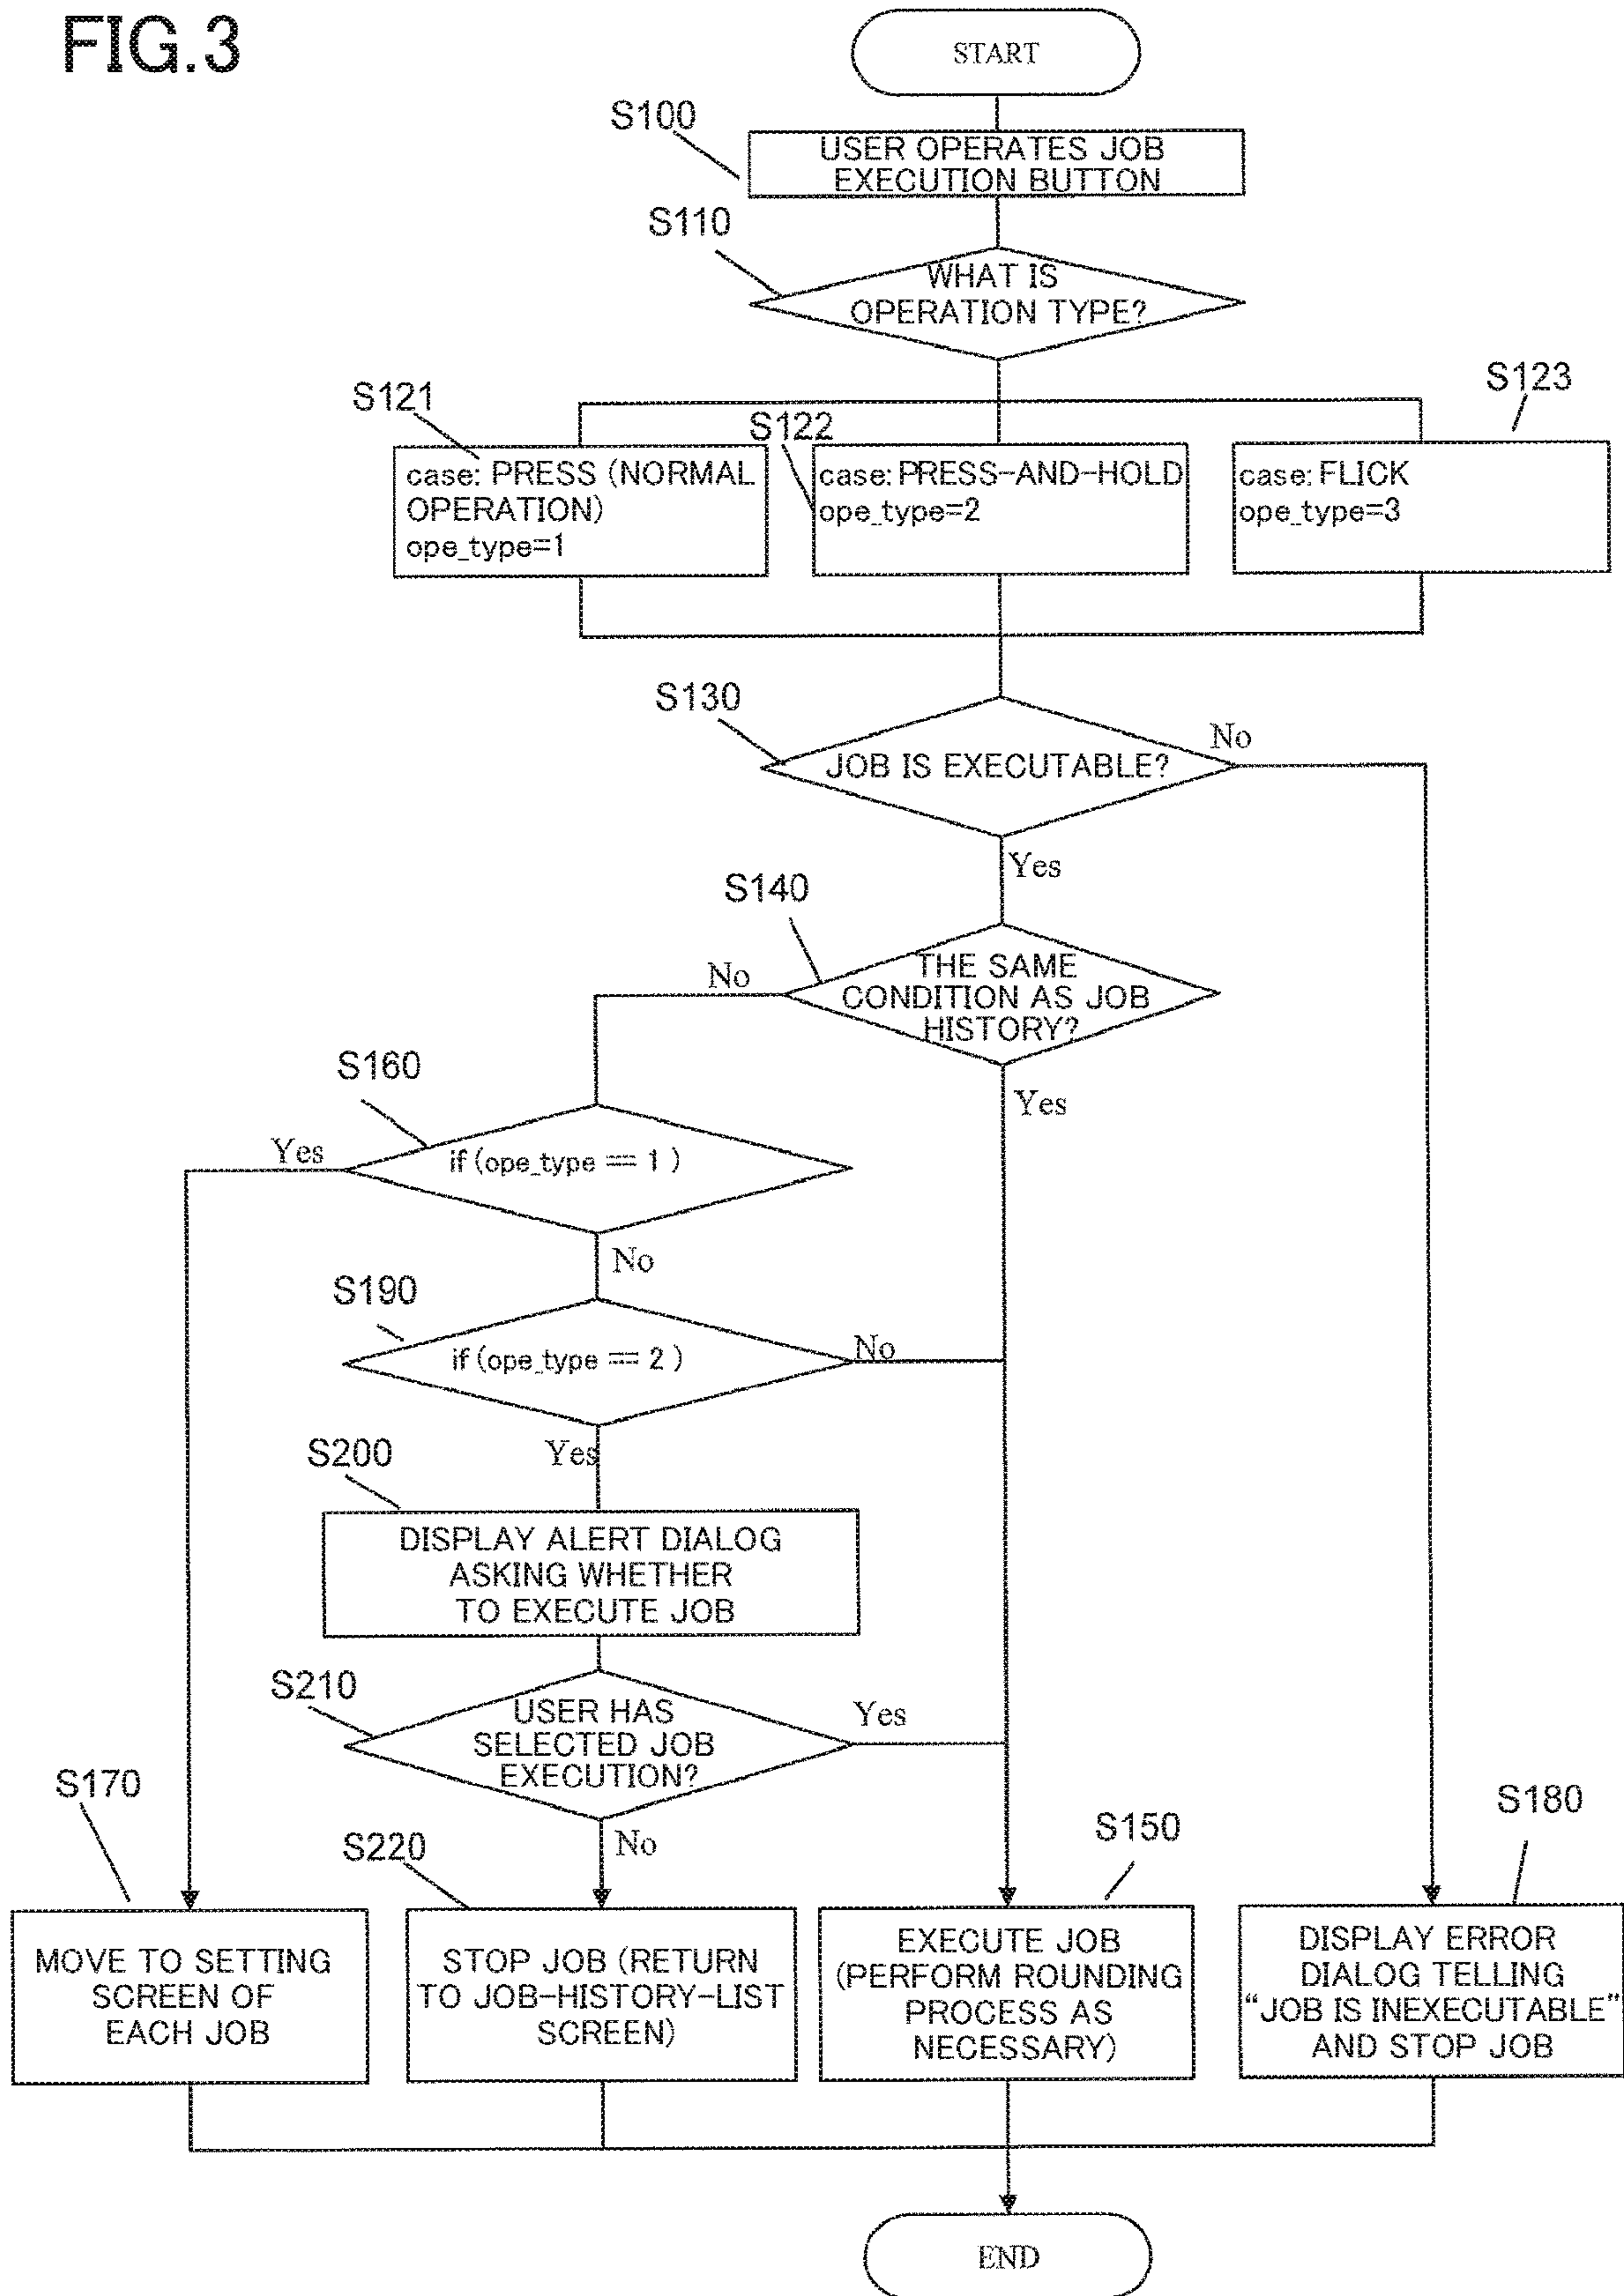 FIG.3
START
S100
USER OPERATES JOB
EXECUTION BUTTON
S110
WHAT IS
OPERATION TYPE?
S121
case: PRESS (NORMAL
OPERATION)
ope_type=1
S122
case: PRESS-AND-HOLD
ope_type=2
S123
case: FLICK
ope_type=3
S130
JOB IS EXECUTABLE?
No
Yes
S140
THE SAME
CONDITION AS JOB
HISTORY?
No
Yes
S160
if (ope_type == 1 )
Yes
No
S190
if (ope_type == 2 )
No
Yes
S200
DISPLAY ALERT DIALOG
ASKING WHETHER
TO EXECUTE JOB
S210
USER HAS
SELECTED JOB
EXECUTION?
Yes
No
S170
MOVE TO SETTING
SCREEN OF
EACH JOB
S220
STOP JOB (RETURN
TO JOB-HISTORY-LIST
SCREEN)
S150
EXECUTE JOB
(PERFORM ROUNDING
PROCESS AS
NECESSARY)
S180
DISPLAY ERROR
DIALOG TELLING
“JOB IS INEXECUTABLE”
AND STOP JOB
END